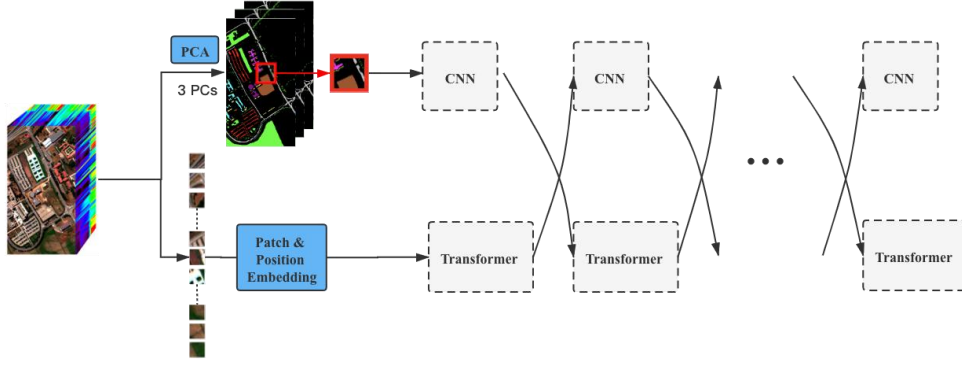 PCA
3 PCs
CNN
CNN
CNN
...
Patch &
Position
Embedding
Transformer
Transformer
Transformer